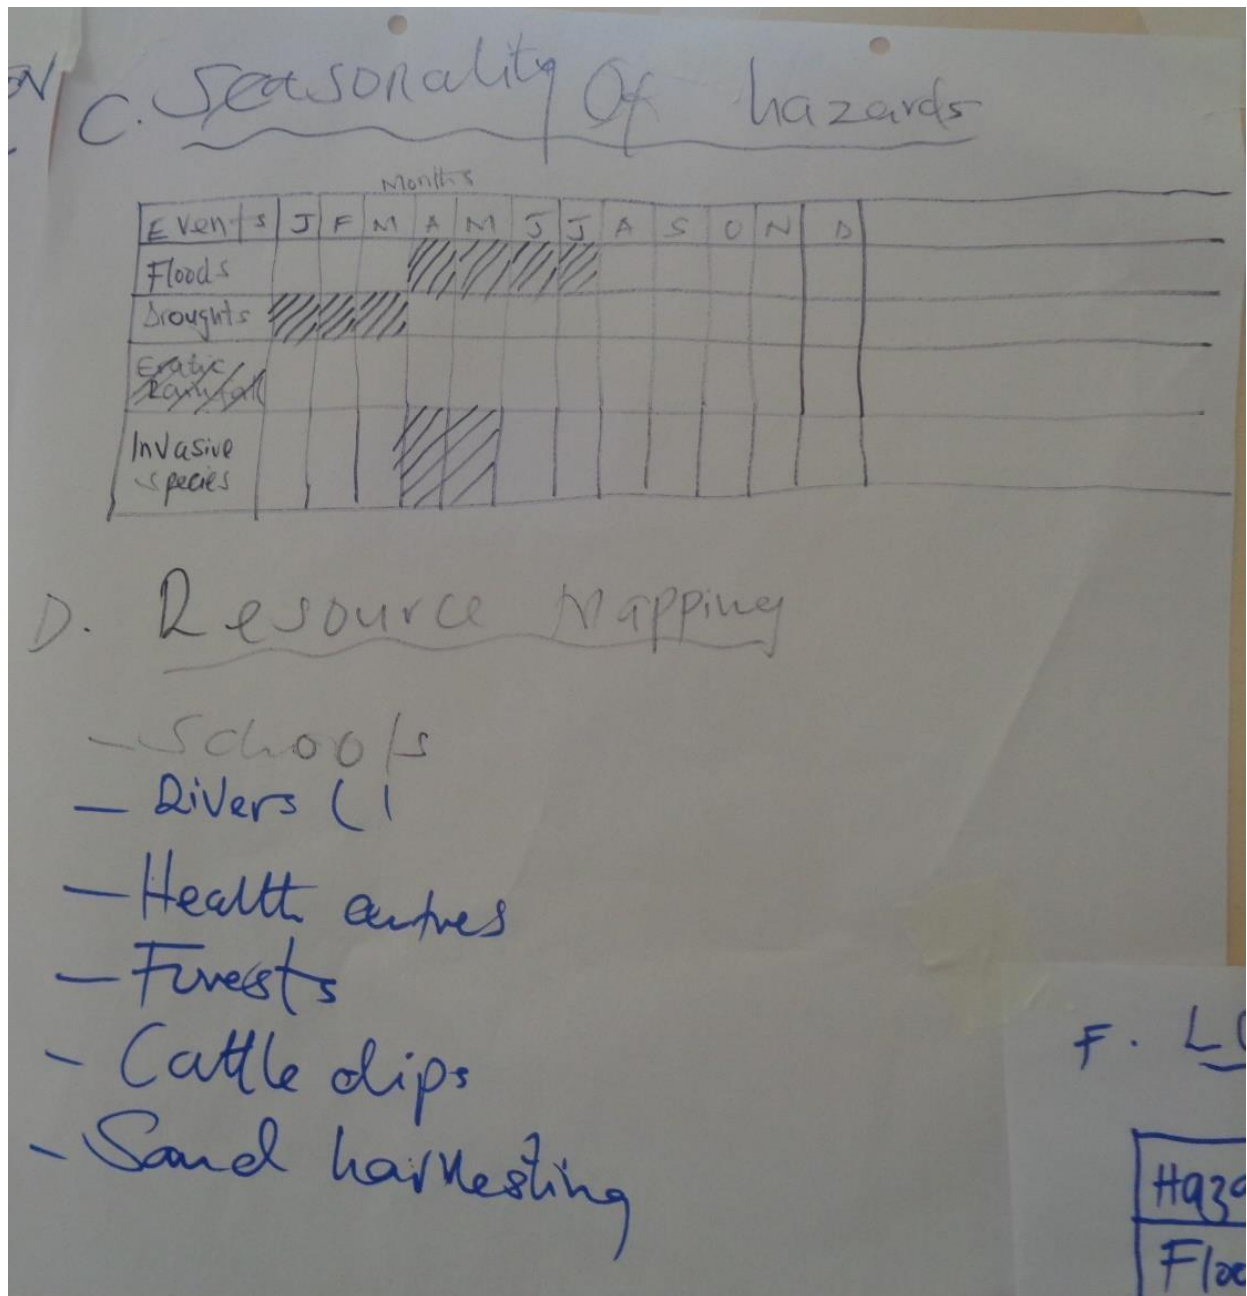 C. Seasonality Of hazards
Months
Events J F M A M J J A S O N D
Floods
Droughts
Eratic
Rainfall
Invasive
species
D. Resource Mapping
- Schools
- Rivers (
- Health centres
- Forests
- Cattle dips
- Sand harvesting
F.